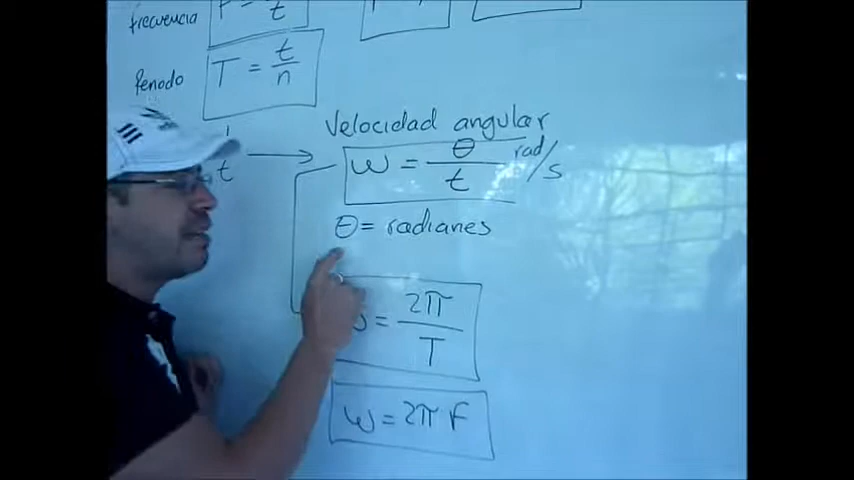 frecuencia F = t
Periodo T = t/n
Velocidad angular
t → ω = θ/t rad/s
θ = radianes
ω = 2π/T
ω = 2π F